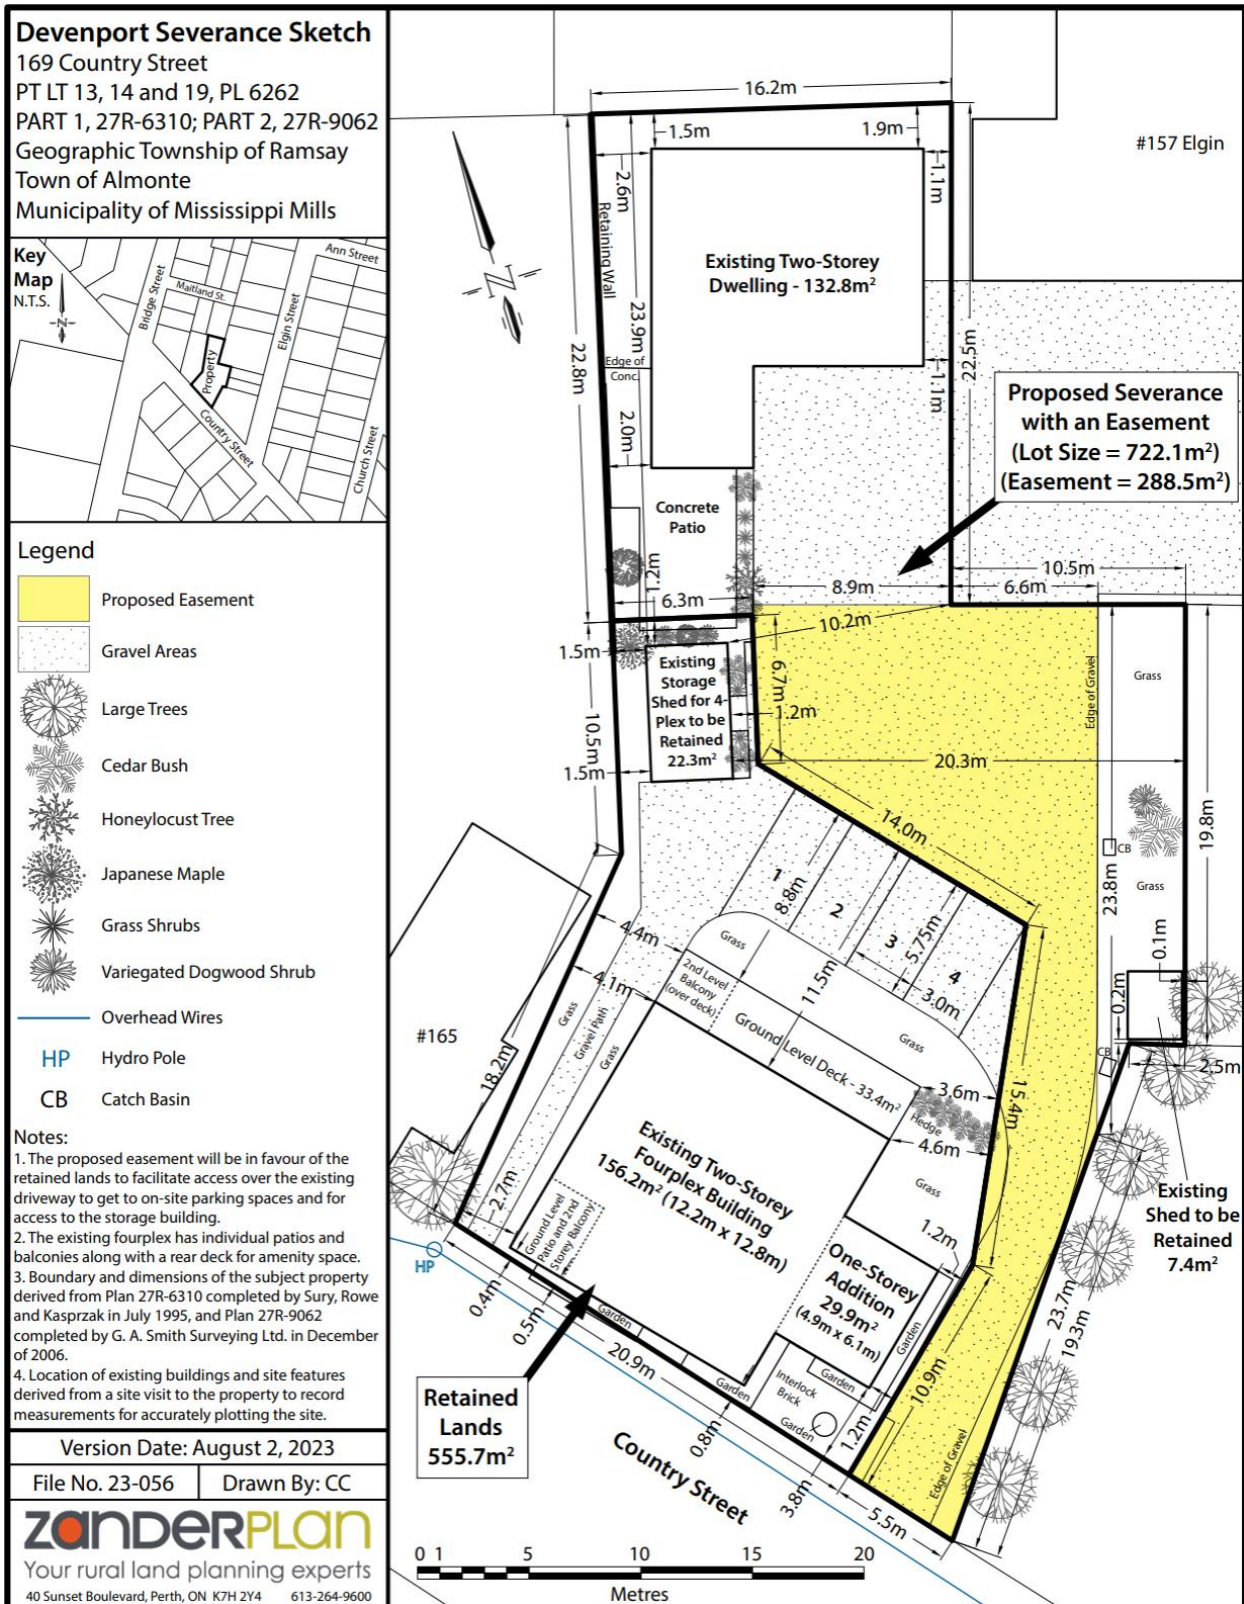 Devenport Severance Sketch
169 Country Street
PT LT 13, 14 and 19, PL 6262
PART 1, 27R-6310; PART 2, 27R-9062
Geographic Township of Ramsay
Town of Almonte
Municipality of Mississippi Mills
Key
Map
N.T.S.
N
Bridge Street
Maitland St.
Elgin Street
Ann Street
Property
Country Street
Church Street
Legend
Proposed Easement
Gravel Areas
Large Trees
Cedar Bush
Honeylocust Tree
Japanese Maple
Grass Shrubs
Variegated Dogwood Shrub
Overhead Wires
HP Hydro Pole
CB Catch Basin
Notes:
1. The proposed easement will be in favour of the
retained lands to facilitate access over the existing
driveway to get to on-site parking spaces and for
access to the storage building.
2. The existing fourplex has individual patios and
balconies along with a rear deck for amenity space.
3. Boundary and dimensions of the subject property
derived from Plan 27R-6310 completed by Sury, Rowe
and Kasprzak in July 1995, and Plan 27R-9062
completed by G. A. Smith Surveying Ltd. in December
of 2006.
4. Location of existing buildings and site features
derived from a site visit to the property to record
measurements for accurately plotting the site.
Version Date: August 2, 2023
File No. 23-056
Drawn By: CC
ZANDERPLAN
Your rural land planning experts
40 Sunset Boulevard, Perth, ON K7H 2Y4 613-264-9600
16.2m
1.5m
1.9m
#157 Elgin
2.6m
1.1m
Retaining Wall
N
Existing Two-Storey
Dwelling - 132.8m²
23.9m
22.8m
22.5m
Edge of
Conc.
1.1m
2.0m
Proposed Severance
with an Easement
(Lot Size = 722.1m²)
(Easement = 288.5m²)
Concrete
Patio
1.2m
10.5m
8.9m
6.6m
6.3m
10.2m
1.5m
Existing
Storage
Shed for 4-
Plex to be
Retained
22.3m²
6.7m
1.2m
Edge of Gravel
Grass
10.5m
20.3m
1.5m
14.0m
19.8m
CB
1
8.8m
2
3
5.75m
4
3.0m
23.8m
Grass
0.1m
4.4m
Grass
4.1m
2nd Level
Balcony
(over deck)
11.5m
0.2m
Grass
#165
Grass
Gravel Path
Grass
Ground Level Deck - 33.4m²
CB
2.5m
18.2m
3.6m
15.4m
Hedge
4.6m
Existing Two-Storey
Fourplex Building
156.2m² (12.2m x 12.8m)
2.7m
Grass
Existing
Shed to be
Retained
7.4m²
Ground Level
Patio and 2nd
Storey Balcony
1.2m
HP
One-Storey
Addition
29.9m²
(4.9m x 6.1m)
0.4m
0.5m
Garden
Garden
23.7m
19.3m
20.9m
10.9m
Garden
Interlock
Brick
Garden
Garden
Retained
Lands
555.7m²
0.8m
1.2m
Edge of Gravel
Country Street
3.8m
5.5m
0 1 5 10 15 20
Metres